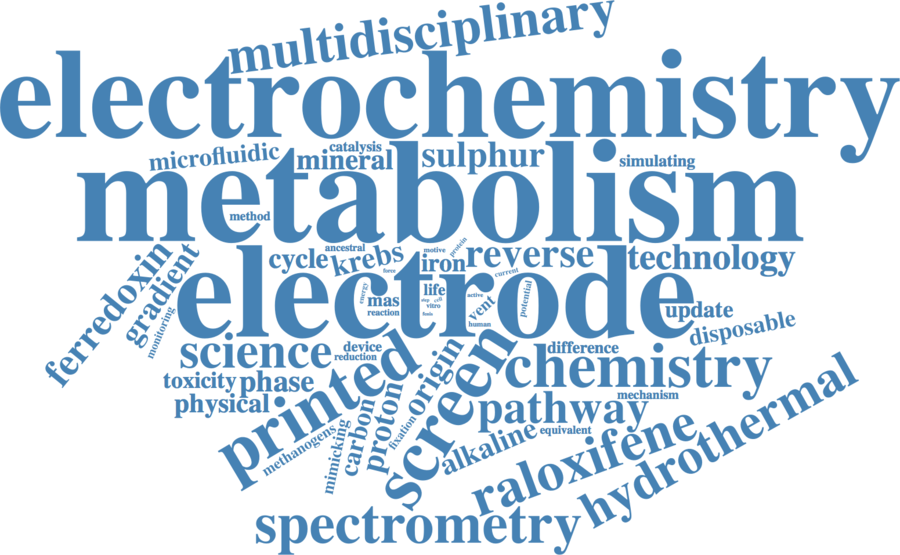 multidisciplinary
electrochemistry
microfluidic
catalysis
mineral
sulphur
simulating
metabolism
method
ancestral
cycle
krebs
motive
protein
iron
reverse
technology
force
current
ferredoxin
gradient
monitoring
electrode
energy
mas
reaction
life
step
cell
vitro
active
vent
human
potential
update
disposable
science
device
reduction
difference
chemistry
toxicity
phase
physical
printed
methanogens
mimicking
carbon
proton
fixation
origin
screen
mechanism
pathway
equivalent
alkaline
raloxifene
hydrothermal
spectrometry